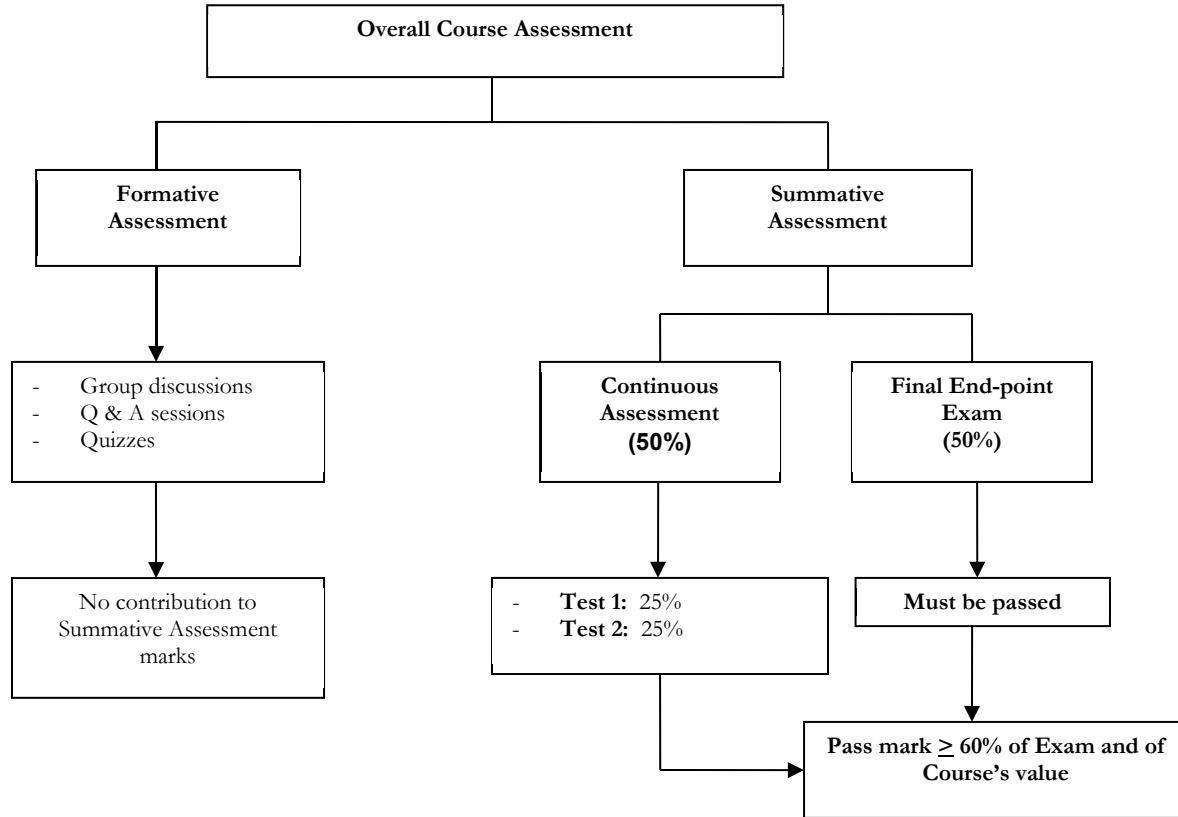 Overall Course Assessment
Formative
Assessment
Summative
Assessment
- Group discussions
- Q & A sessions
- Quizzes
Continuous
Assessment
(50%)
Final End-point
Exam
(50%)
No contribution to
Summative Assessment
marks
- Test 1: 25%
- Test 2: 25%
Must be passed
Pass mark ≥ 60% of Exam and of
Course’s value